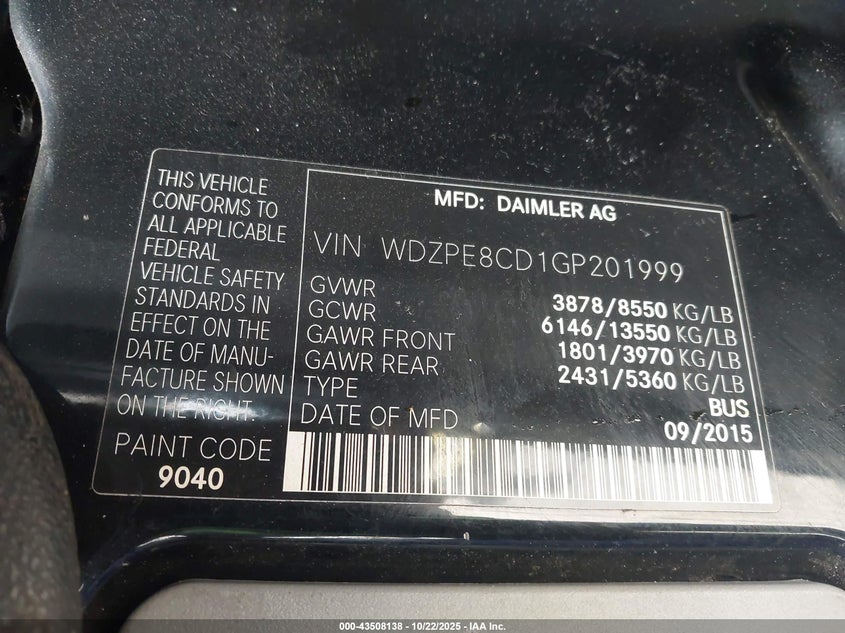 THIS VEHICLE
CONFORMS TO
ALL APPLICABLE
FEDERAL
VEHICLE SAFETY
STANDARDS IN
EFFECT ON THE
DATE OF MANU-
FACTURE SHOWN
ON THE RIGHT.
PAINT CODE
9040
MFD: DAIMLER AG
VIN WDZPE8CD1GP201999
GVWR 3878/8550 KG/LB
GCWR 6146/13550 KG/LB
GAWR FRONT 1801/3970 KG/LB
GAWR REAR 2431/5360 KG/LB
TYPE BUS
DATE OF MFD 09/2015
000-43508138 - 10/22/2025 - IAA Inc.